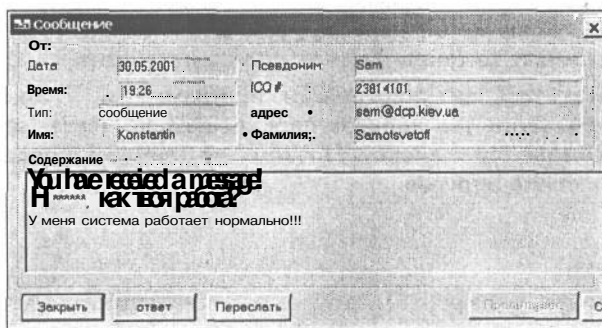 Сообщение
От:
Дата 30.05.2001 Псевдоним Sam
Время: 19.26 ICQ # : 23814101
Тип: сообщение адрес • sam@dcp.kiev.ua
Имя: Konstantin • Фамилия;. Samotsvetoff
Содержание
You have received a message!
H******, как твоя работа?
У меня система работает нормально!!!
Закрыть ответ Переслать С